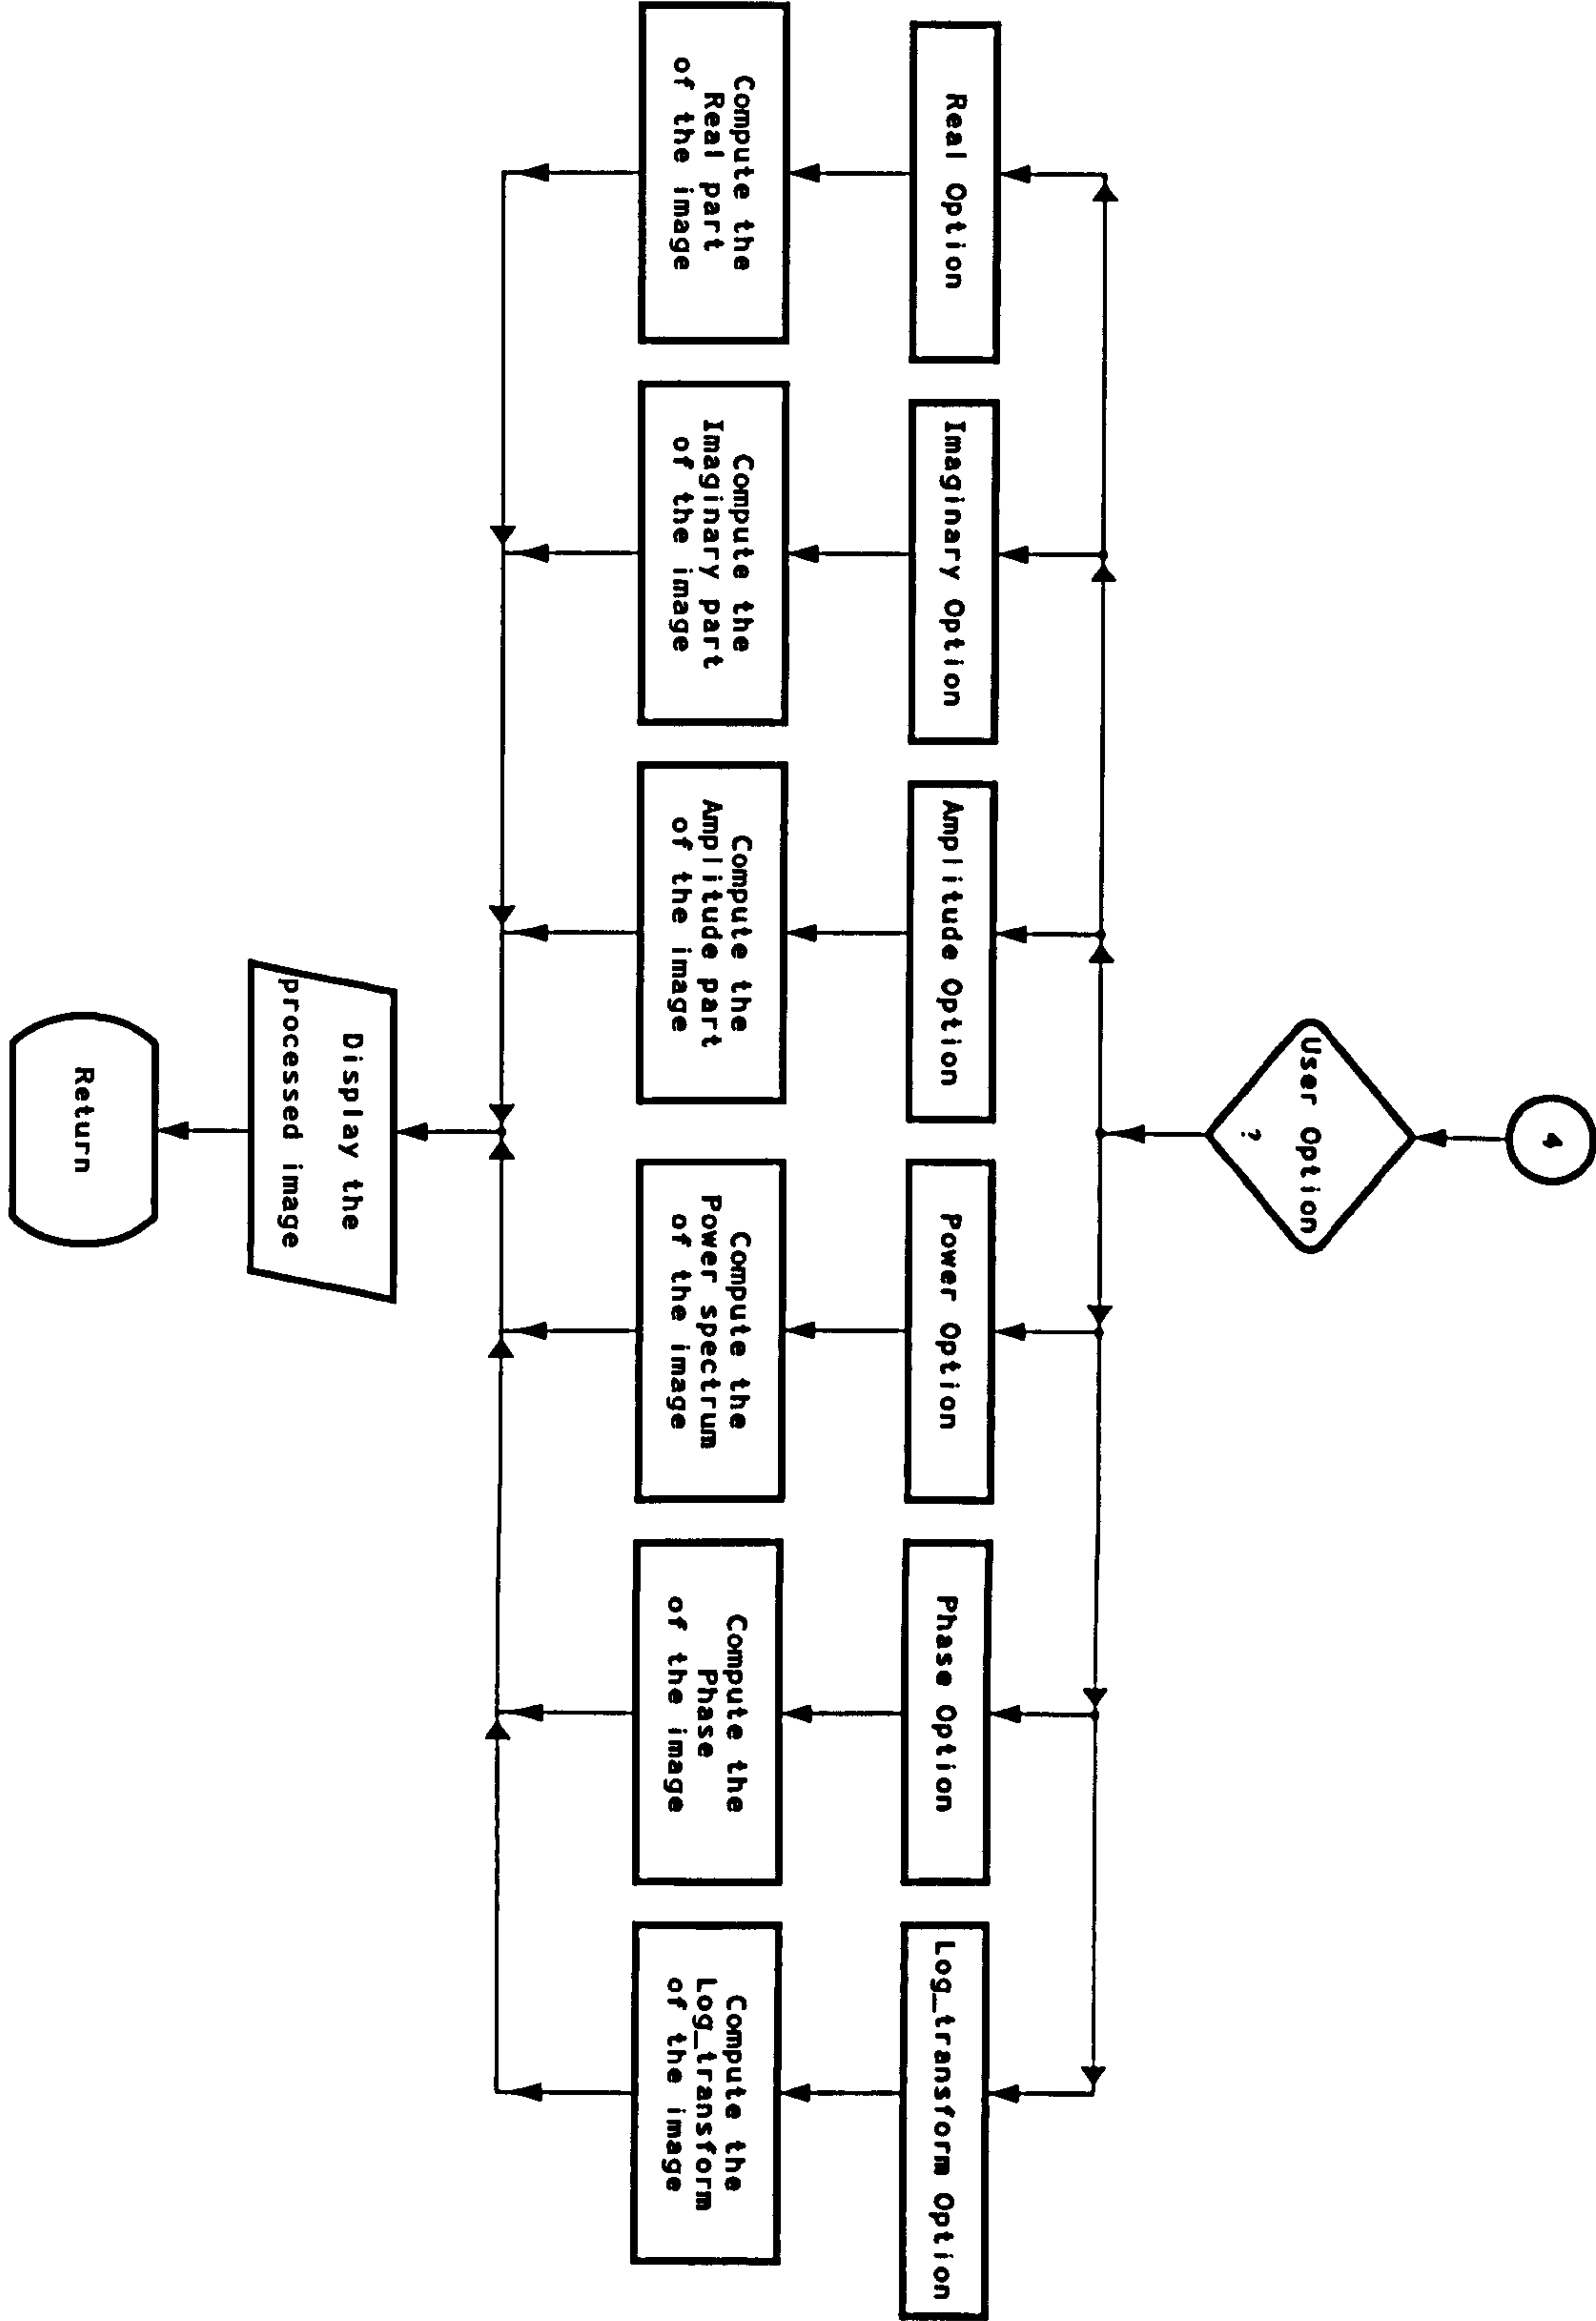 4
User Option
?
Real Option
Imaginary Option
Amplitude Option
Power Option
Phase Option
Log_transform Option
Compute the
Real part
of the image
Compute the
Imaginary part
of the image
Compute the
Amplitude part
of the image
Compute the
Power spectrum
of the image
Compute the
Phase
of the image
Compute the
Log_transform
of the image
Display the
processed image
Return